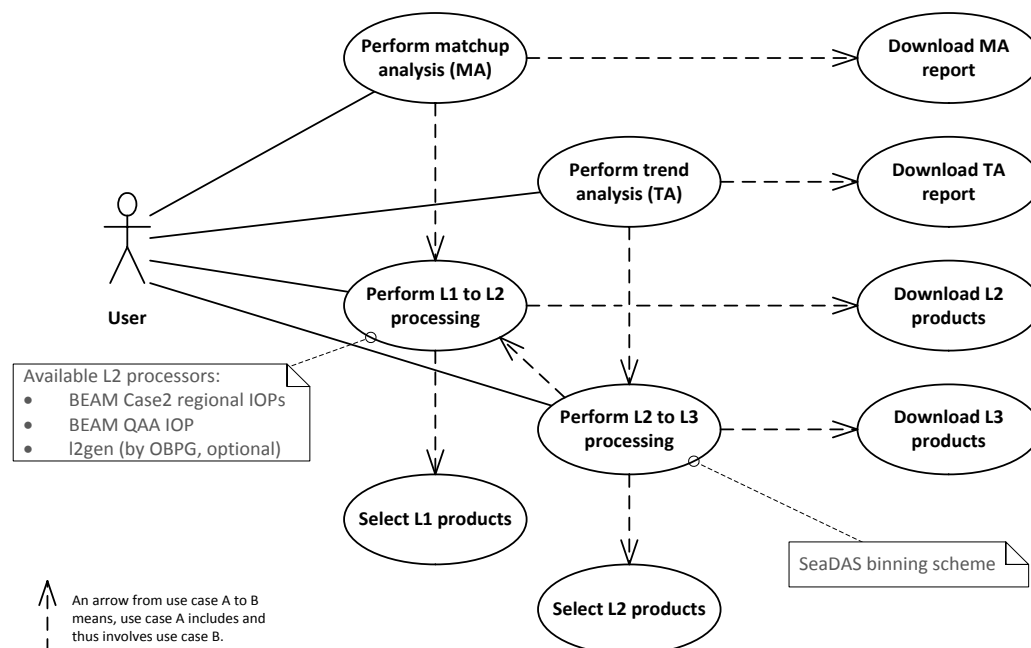 Perform matchup
analysis (MA)
Download MA
report
Perform trend
analysis (TA)
Download TA
report
User
Perform L1 to L2
processing
Download L2
products
Available L2 processors:
• BEAM Case2 regional IOPs
• BEAM QAA IOP
• l2gen (by OBPG, optional)
Perform L2 to L3
processing
Download L3
products
Select L1 products
SeaDAS binning scheme
Select L2 products
An arrow from use case A to B
means, use case A includes and
thus involves use case B.